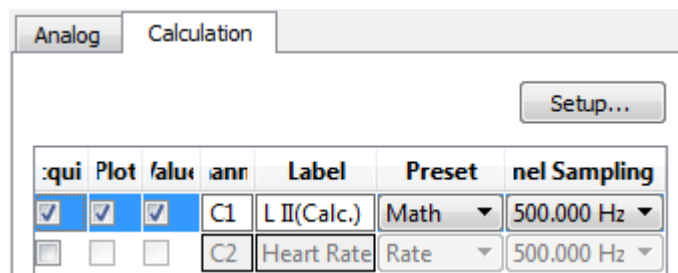 Analog Calculation
Setup...
:qui Plot /alue :ann Label Preset nel Sampling
C1 L II(Calc.) Math 500.000 Hz
C2 Heart Rate Rate 500.000 Hz